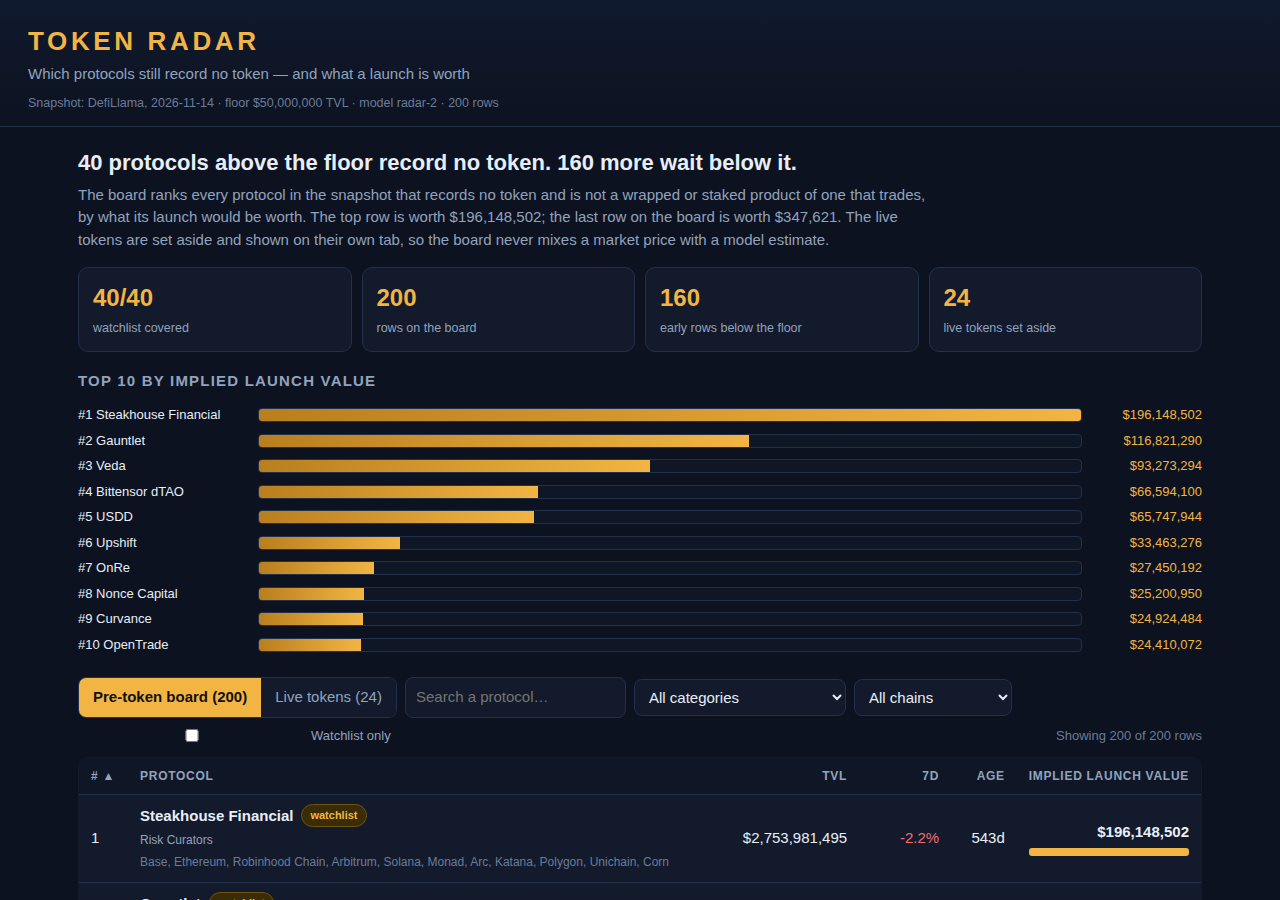 TOKEN RADAR
Which protocols still record no token — and what a launch is worth
Snapshot: DefiLlama, 2026-11-14 · floor $50,000,000 TVL · model radar-2 · 200 rows
40 protocols above the floor record no token. 160 more wait below it.
The board ranks every protocol in the snapshot that records no token and is not a wrapped or staked product of one that trades,
by what its launch would be worth. The top row is worth $196,148,502; the last row on the board is worth $347,621. The live
tokens are set aside and shown on their own tab, so the board never mixes a market price with a model estimate.
40/40
watchlist covered
200
rows on the board
160
early rows below the floor
24
live tokens set aside
TOP 10 BY IMPLIED LAUNCH VALUE
#1 Steakhouse Financial $196,148,502
#2 Gauntlet $116,821,290
#3 Veda $93,273,294
#4 Bittensor dTAO $66,594,100
#5 USDD $65,747,944
#6 Upshift $33,463,276
#7 OnRe $27,450,192
#8 Nonce Capital $25,200,950
#9 Curvance $24,924,484
#10 OpenTrade $24,410,072
Pre-token board (200) Live tokens (24) Search a protocol… All categories All chains
Watchlist only Showing 200 of 200 rows
# ▲ PROTOCOL TVL 7D AGE IMPLIED LAUNCH VALUE
Steakhouse Financial watchlist
1 $2,753,981,495 -2.2% 543d $196,148,502
Risk Curators
Base, Ethereum, Robinhood Chain, Arbitrum, Solana, Monad, Arc, Katana, Polygon, Unichain, Corn